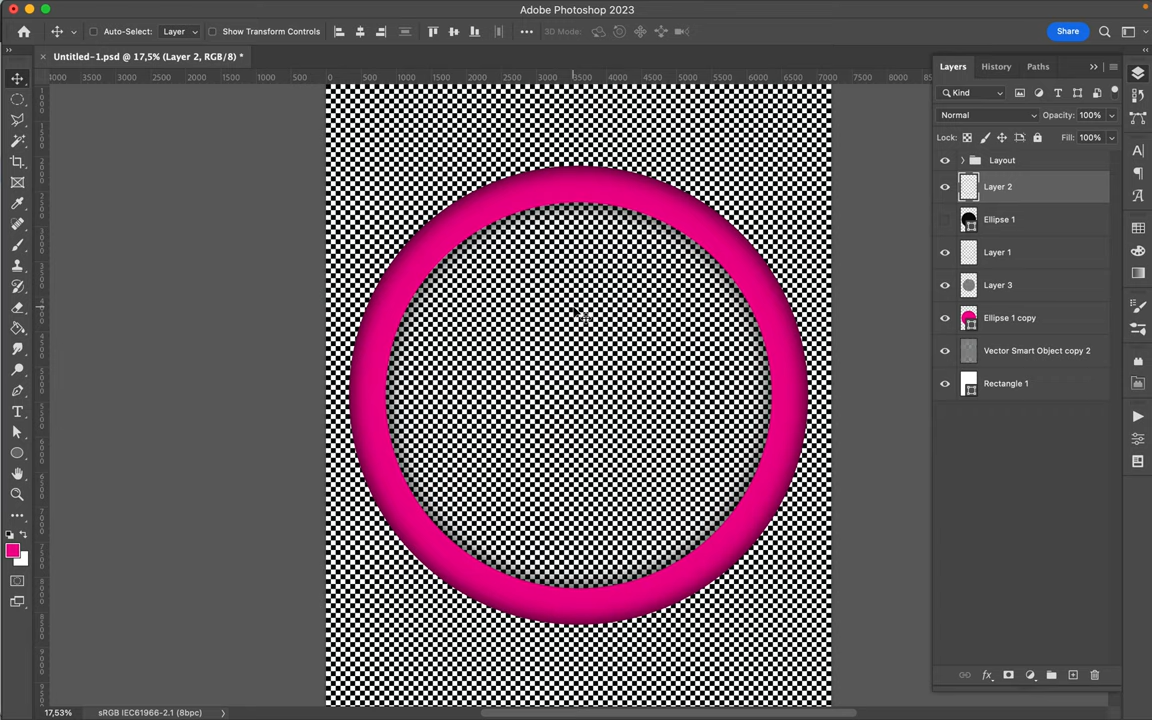 Adobe Photoshop 2023
Auto-Select: Layer Show Transform Controls 3D Mode: Share
Untitled-1.psd @ 17,5% (Layer 2, RGB/8) *
4000 3500 3000 2500 2000 1500 1000 500 0 500 1000 1500 2000 2500 3000 3500 4000 4500 5000 5500 6000 6500 7000 7500 8000 8
Layers History Paths
Kind
Normal Opacity: 100%
Lock: Fill: 100%
Layout
Layer 2
Ellipse 1
Layer 1
Layer 3
Ellipse 1 copy
Vector Smart Object copy 2
Rectangle 1
fx
17,53% sRGB IEC61966-2.1 (8bpc)